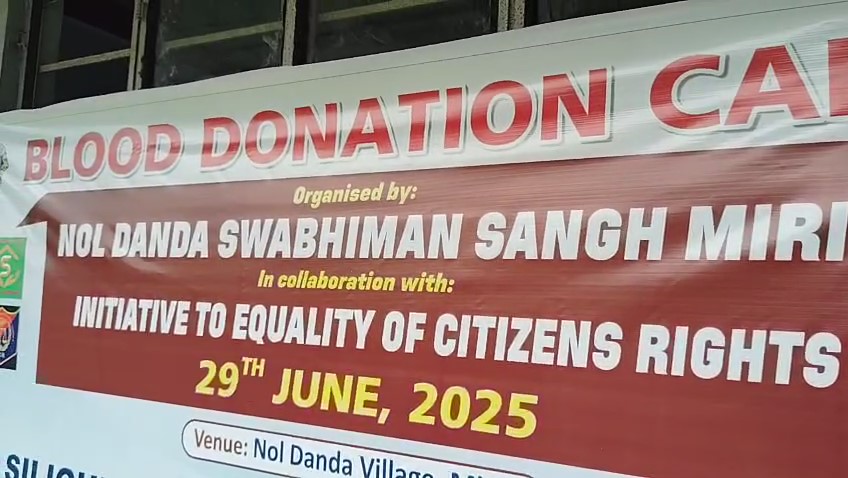 BLOOD DONATION CA
Organised by:
NOL DANDA SWABHIMAN SANGH MIRI
In collaboration with:
INITIATIVE TO EQUALITY OF CITIZENS RIGHTS
29TH JUNE, 2025
Venue: Nol Danda Village,